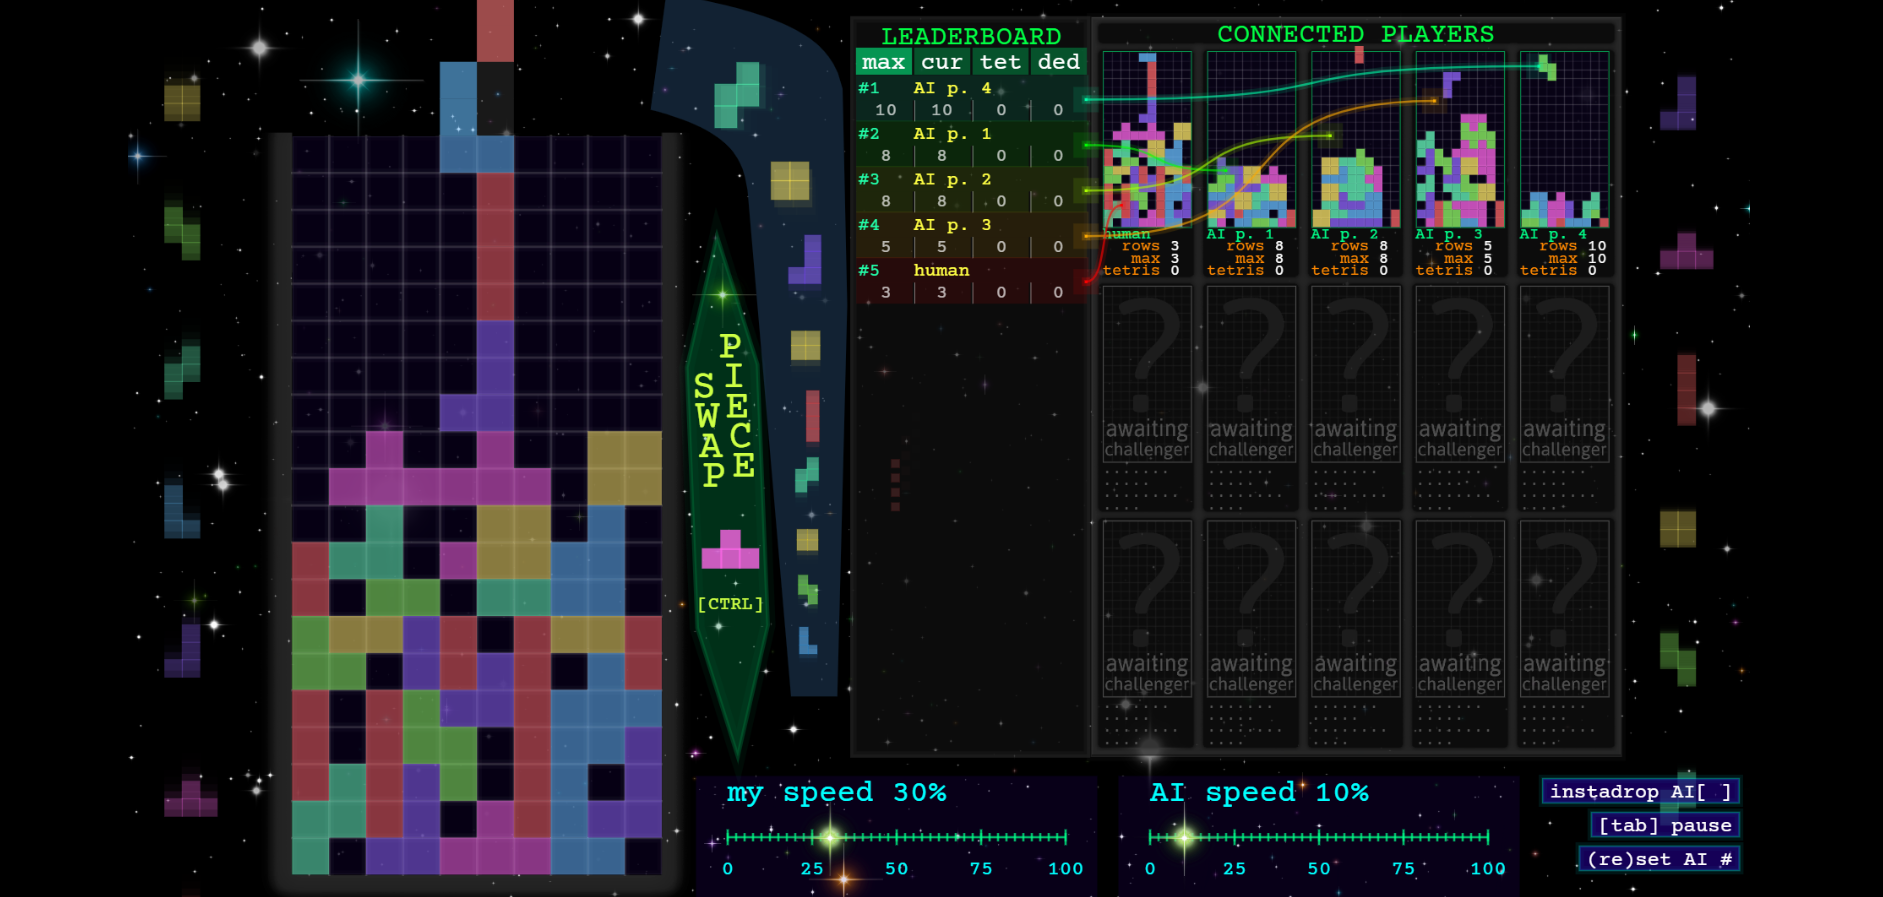 LEADERBOARD
max cur tet ded
#1 AI p. 4
10 10 0 0
#2 AI p. 1
8 8 0 0
#3 AI p. 2
8 8 0 0
#4 AI p. 3
5 5 0 0
#5 human
3 3 0 0
CONNECTED PLAYERS
human
rows 3
max 3
tetris 0
AI p. 1
rows 8
max 8
tetris 0
AI p. 2
rows 8
max 8
tetris 0
AI p. 3
rows 5
max 5
tetris 0
AI p. 4
rows 10
max 10
tetris 0
?
awaiting
challenger
?
awaiting
challenger
?
awaiting
challenger
?
awaiting
challenger
?
awaiting
challenger
?
awaiting
challenger
?
awaiting
challenger
?
awaiting
challenger
?
awaiting
challenger
?
awaiting
challenger
PIECE
SWAP
[CTRL]
my speed 30%
0 25 50 75 100
AI speed 10%
0 25 50 75 100
instadrop AI[ ]
[tab] pause
(re)set AI #